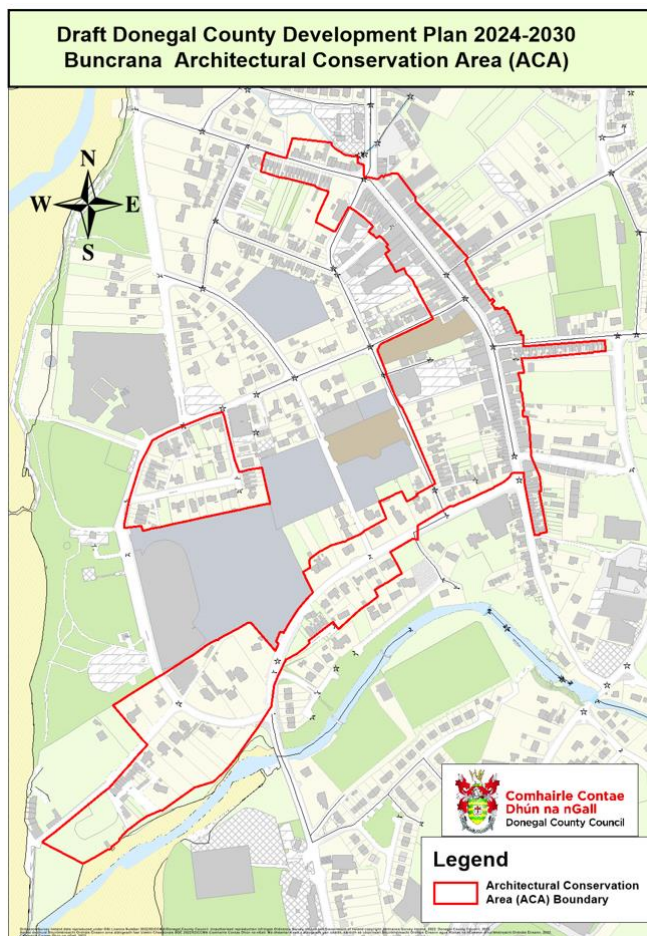 Draft Donegal County Development Plan 2024-2030
Buncrana Architectural Conservation Area (ACA)
N
W E
S
Comhairle Contae
Dhún na nGall
Donegal County Council
Legend
Architectural Conservation
Area (ACA) Boundary